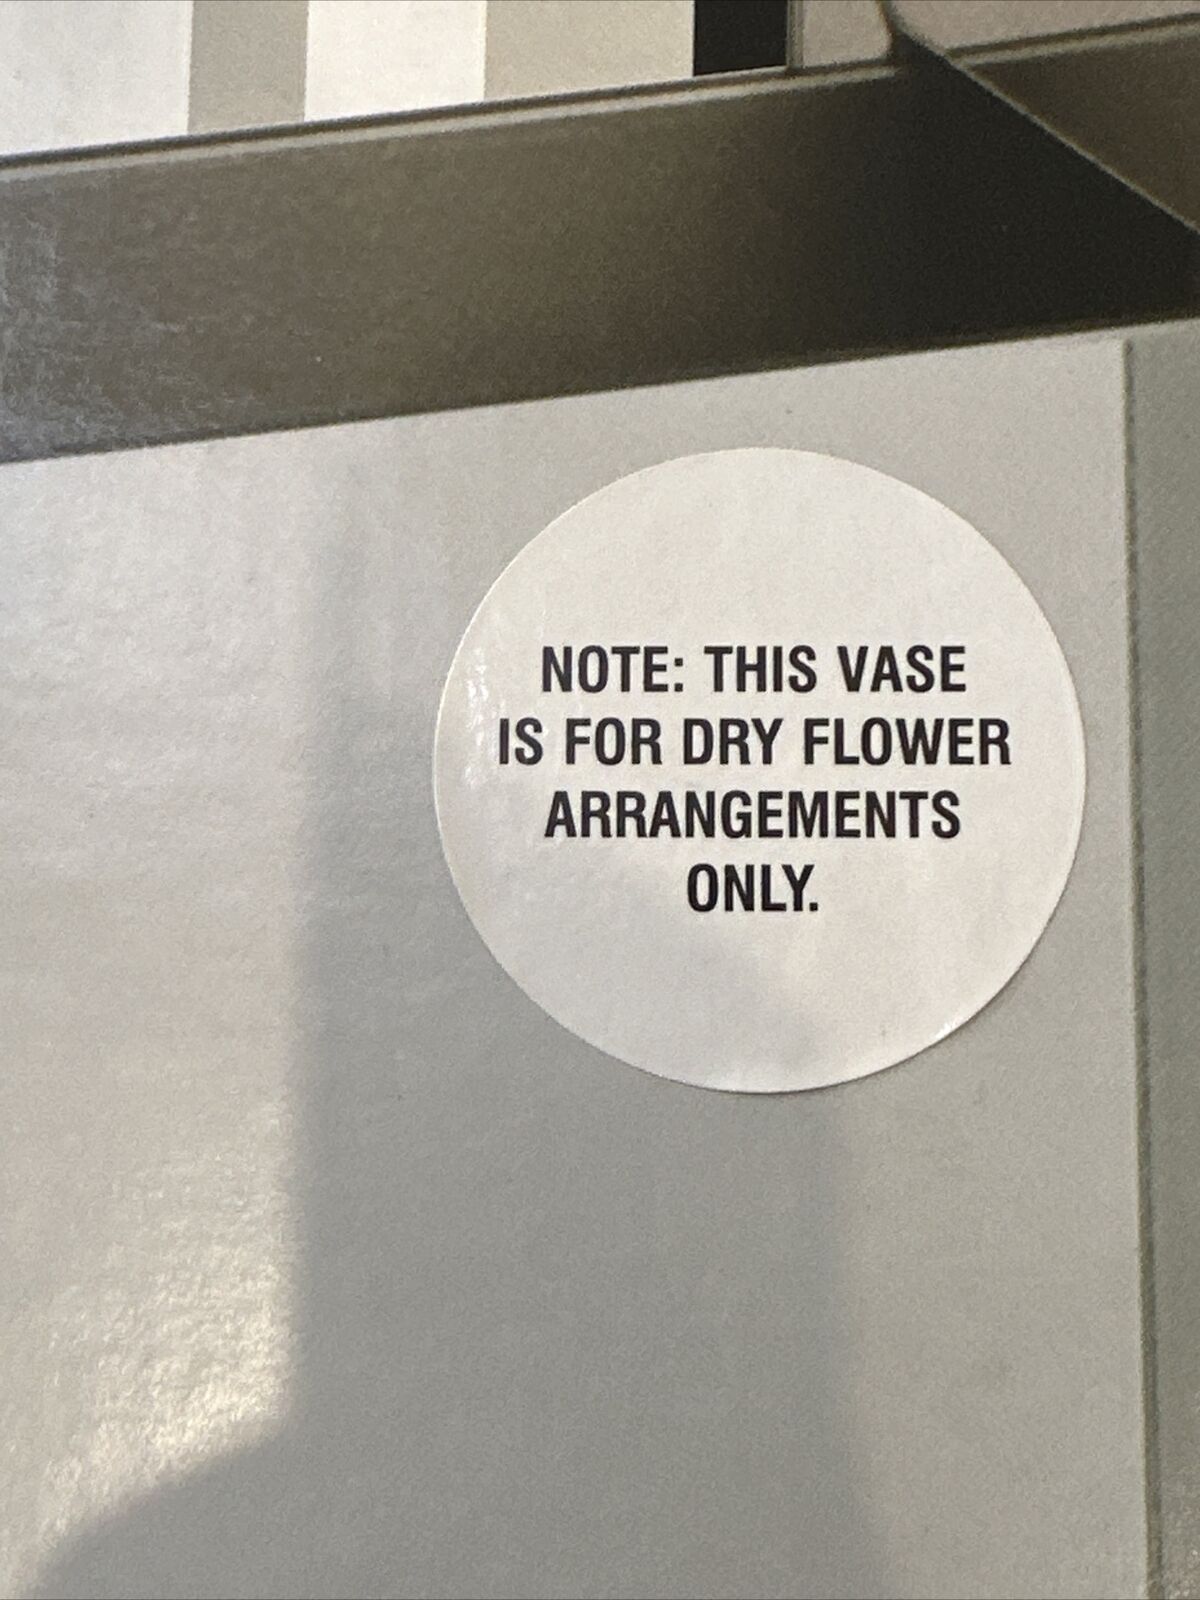 NOTE: THIS VASE
IS FOR DRY FLOWER
ARRANGEMENTS
ONLY.